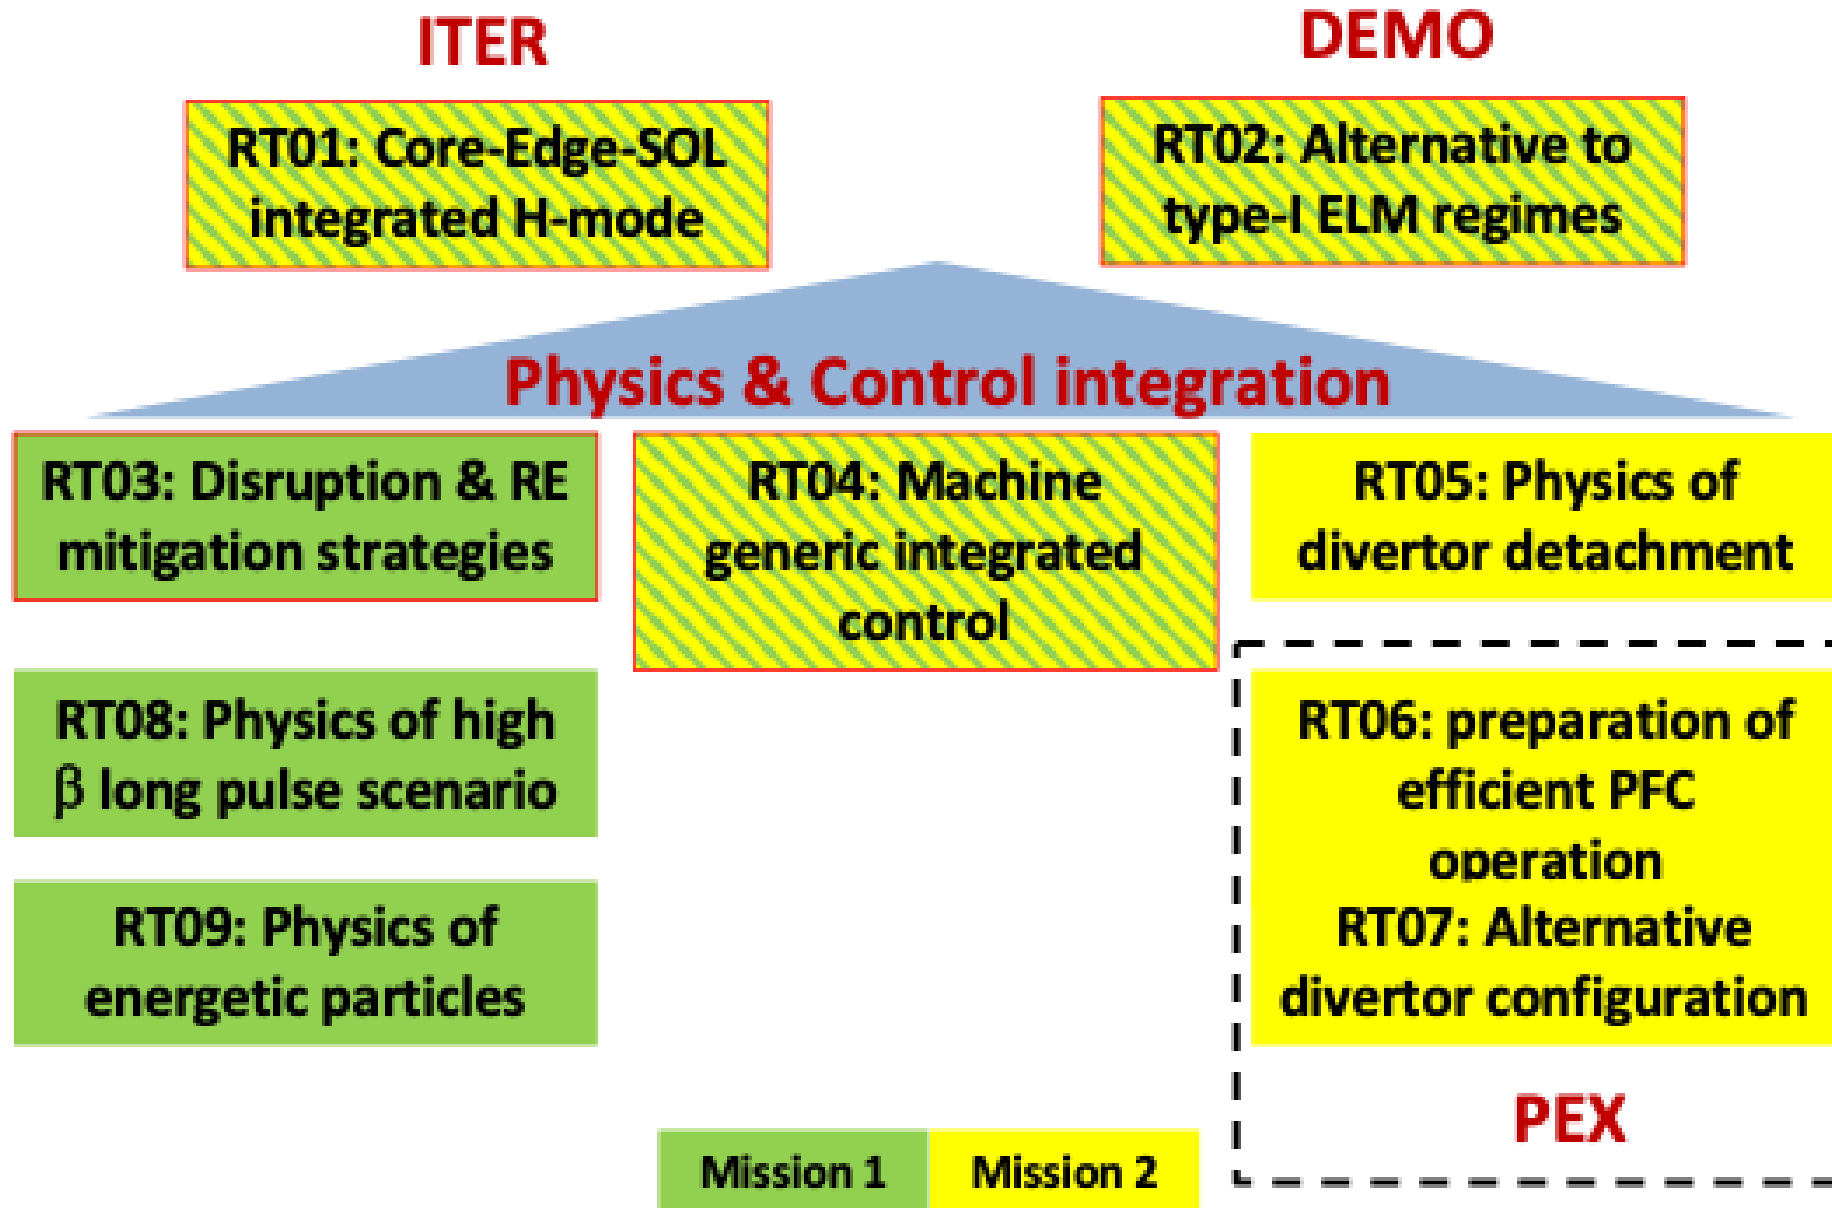 ITER
DEMO
RT01: Core-Edge-SOL
integrated H-mode
RT02: Alternative to
type-I ELM regimes
Physics & Control integration
RT03: Disruption & RE
mitigation strategies
RT04: Machine
generic integrated
control
RT05: Physics of
divertor detachment
RT08: Physics of high
β long pulse scenario
RT06: preparation of
efficient PFC
operation
RT09: Physics of
energetic particles
RT07: Alternative
divertor configuration
PEX
Mission 1
Mission 2